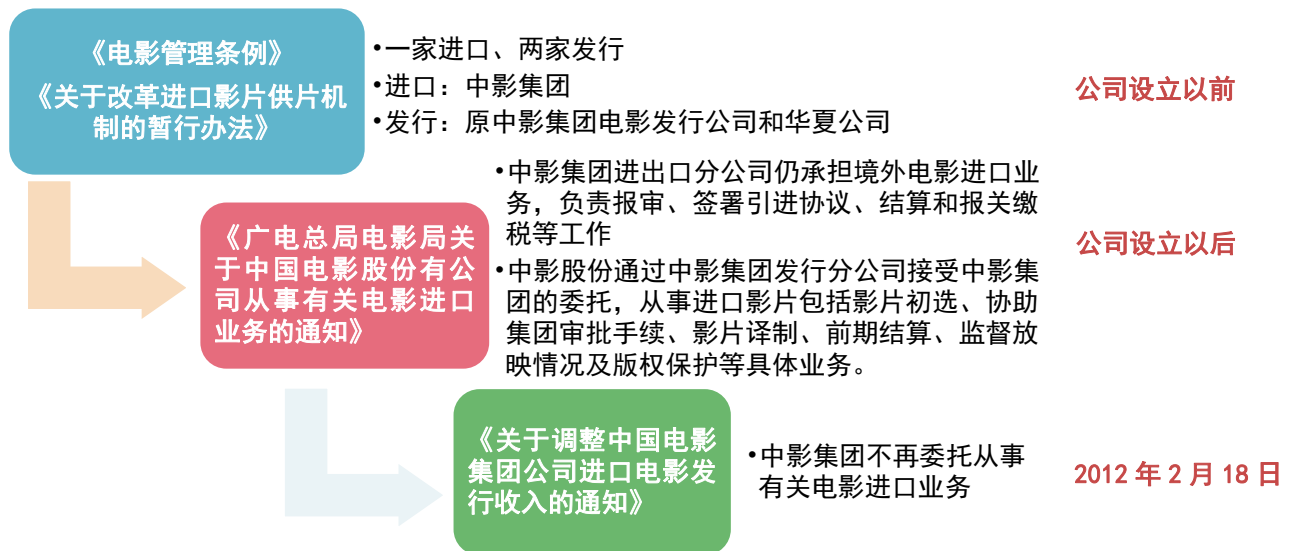 《电影管理条例》
《关于改革进口影片供片机
制的暂行办法》
•一家进口、两家发行
•进口：中影集团
•发行：原中影集团电影发行公司和华夏公司
公司设立以前
《广电总局电影局关
于中国电影股份有公
司从事有关电影进口
业务的通知》
•中影集团进出口分公司仍承担境外电影进口业
务，负责报审、签署引进协议、结算和报关缴
税等工作
•中影股份通过中影集团发行分公司接受中影集
团的委托，从事进口影片包括影片初选、协助
集团审批手续、影片译制、前期结算、监督放
映情况及版权保护等具体业务。
公司设立以后
《关于调整中国电影
集团公司进口电影发
行收入的通知》
•中影集团不再委托从事
有关电影进口业务
2012 年 2 月 18 日